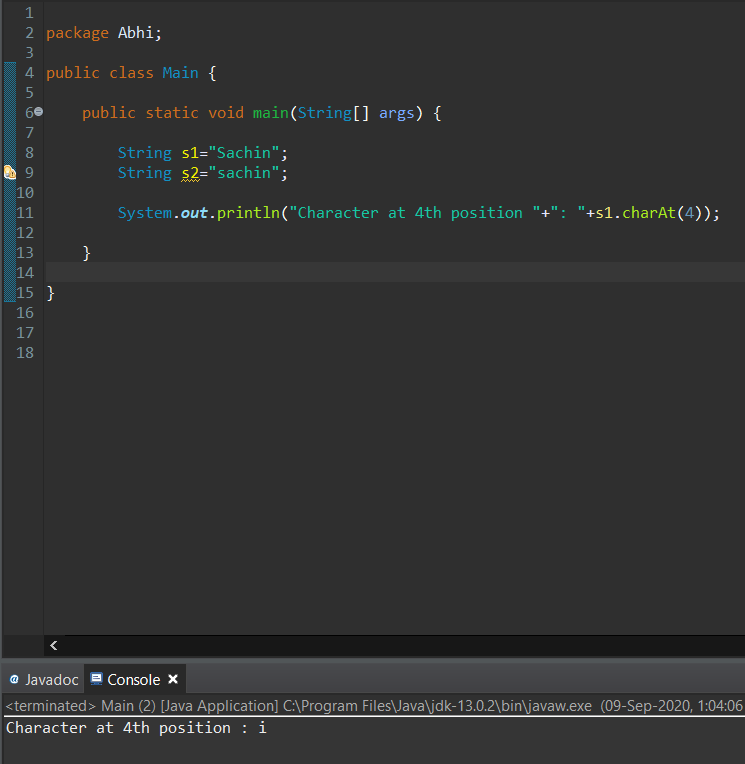 1
2 package Abhi;
3
4 public class Main {
5
6 public static void main(String[] args) {
7
8 String s1="Sachin";
9 String s2="sachin";
10
11 System.out.println("Character at 4th position "+": "+s1.charAt(4));
12
13 }
14
15 }
16
17
18
@ Javadoc Console
<terminated> Main (2) [Java Application] C:\Program Files\Java\jdk-13.0.2\bin\javaw.exe (09-Sep-2020, 1:04:06
Character at 4th position : i